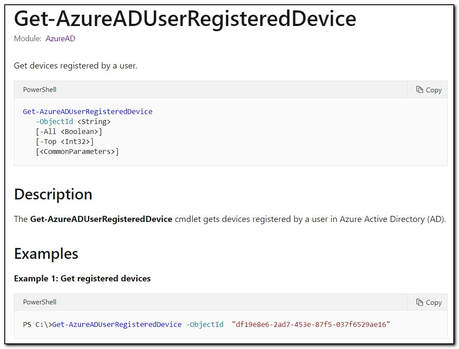 Get-AzureADUserRegisteredDevice
Module: AzureAD
Get devices registered by a user.
PowerShell Copy
Get-AzureADUserRegisteredDevice
-ObjectId <String>
[-All <Boolean>]
[-Top <Int32>]
[<CommonParameters>]
Description
The Get-AzureADUserRegisteredDevice cmdlet gets devices registered by a user in Azure Active Directory (AD).
Examples
Example 1: Get registered devices
PowerShell Copy
PS C:\>Get-AzureADUserRegisteredDevice -ObjectId "df19e8e6-2ad7-453e-87f5-037f6529ae16"